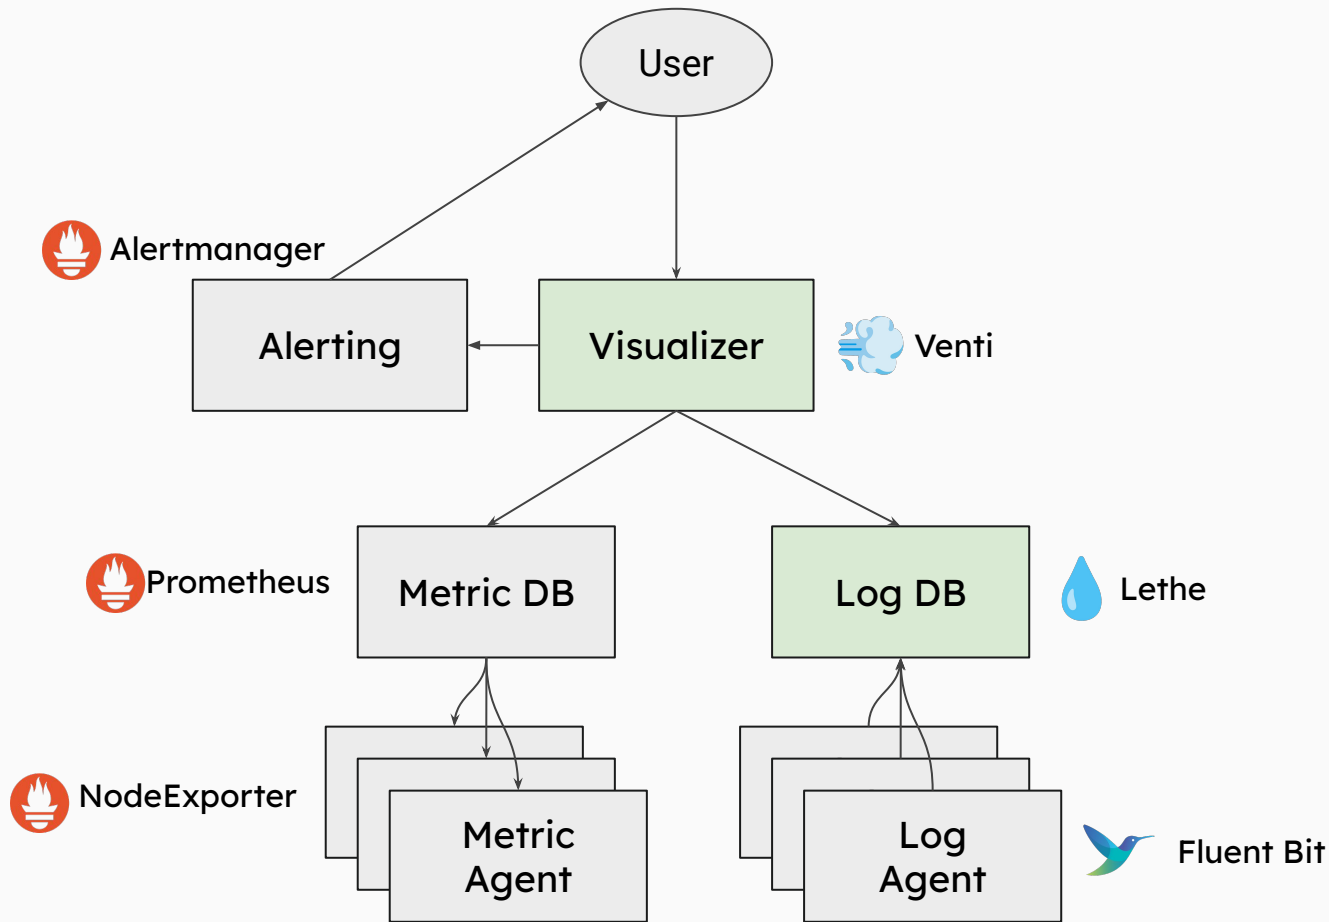 User
Alertmanager
Alerting
Visualizer
Venti
Prometheus
Metric DB
Log DB
Lethe
NodeExporter
Metric
Agent
Log
Agent
Fluent Bit